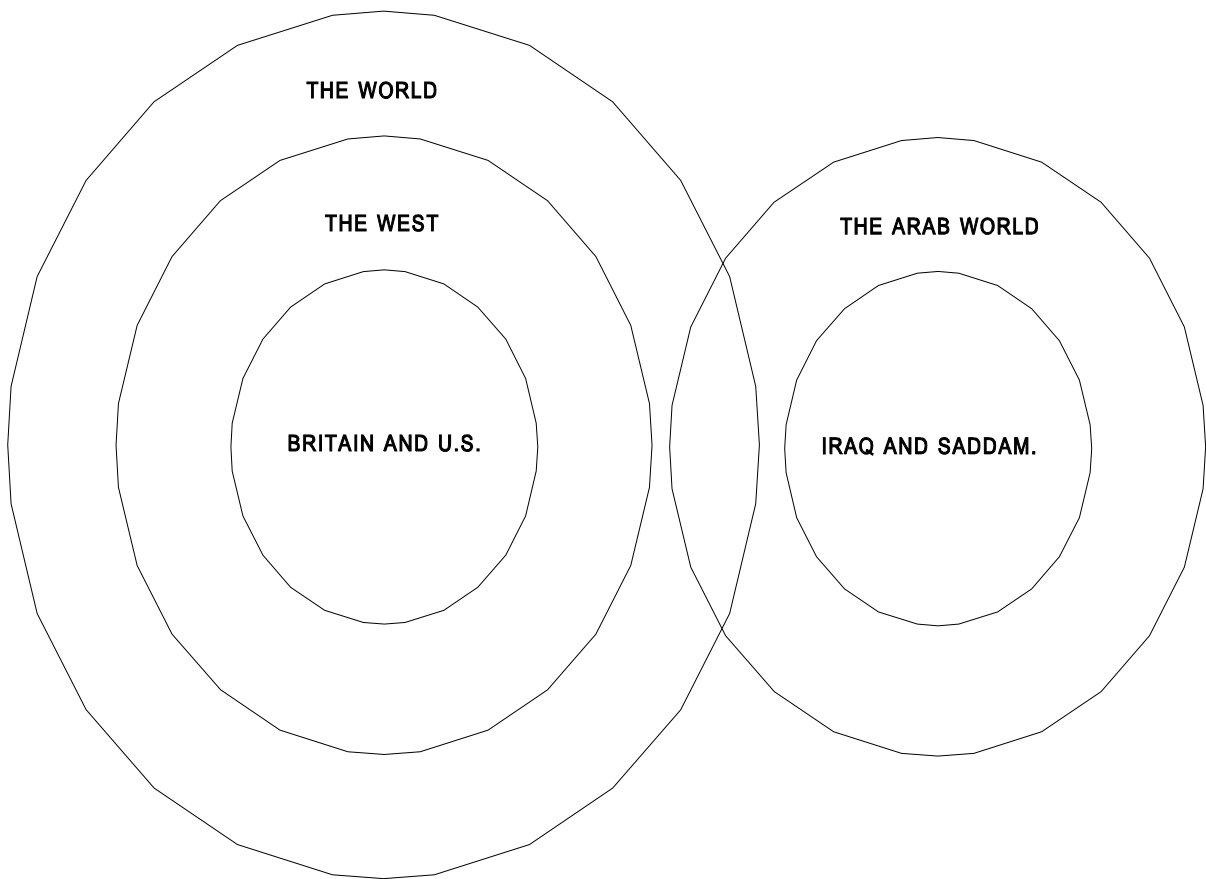 THE WORLD
THE WEST
THE ARAB WORLD
BRITAIN AND U.S.
IRAQ AND SADDAM.